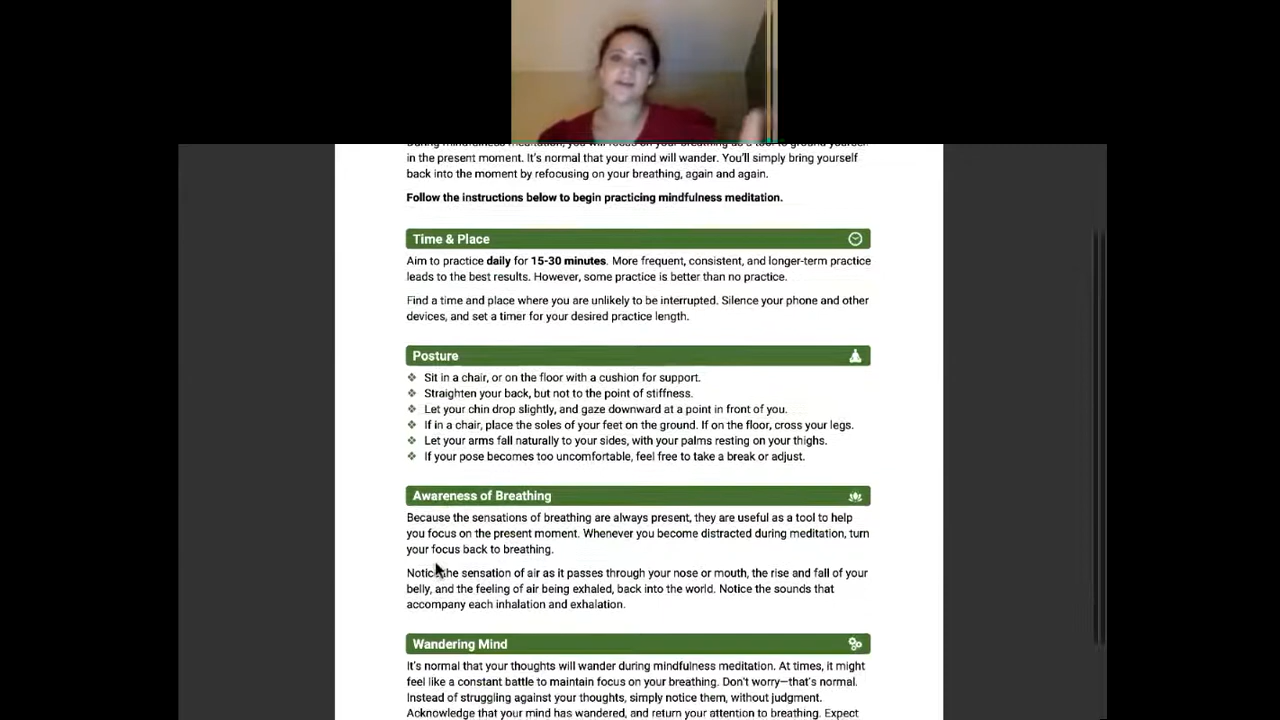 During mindfulness meditation, you will focus on your breathing as a tool to ground yourself
in the present moment. It's normal that your mind will wander. You'll simply bring yourself
back into the moment by refocusing on your breathing, again and again.
Follow the instructions below to begin practicing mindfulness meditation.
Time & Place
Aim to practice daily for 15-30 minutes. More frequent, consistent, and longer-term practice
leads to the best results. However, some practice is better than no practice.
Find a time and place where you are unlikely to be interrupted. Silence your phone and other
devices, and set a timer for your desired practice length.
Posture
❖ Sit in a chair, or on the floor with a cushion for support.
❖ Straighten your back, but not to the point of stiffness.
❖ Let your chin drop slightly, and gaze downward at a point in front of you.
❖ If in a chair, place the soles of your feet on the ground. If on the floor, cross your legs.
❖ Let your arms fall naturally to your sides, with your palms resting on your thighs.
❖ If your pose becomes too uncomfortable, feel free to take a break or adjust.
Awareness of Breathing
Because the sensations of breathing are always present, they are useful as a tool to help
you focus on the present moment. Whenever you become distracted during meditation, turn
your focus back to breathing.
Notice the sensation of air as it passes through your nose or mouth, the rise and fall of your
belly, and the feeling of air being exhaled, back into the world. Notice the sounds that
accompany each inhalation and exhalation.
Wandering Mind
It's normal that your thoughts will wander during mindfulness meditation. At times, it might
feel like a constant battle to maintain focus on your breathing. Don't worry—that's normal.
Instead of struggling against your thoughts, simply notice them, without judgment.
Acknowledge that your mind has wandered, and return your attention to breathing. Expect